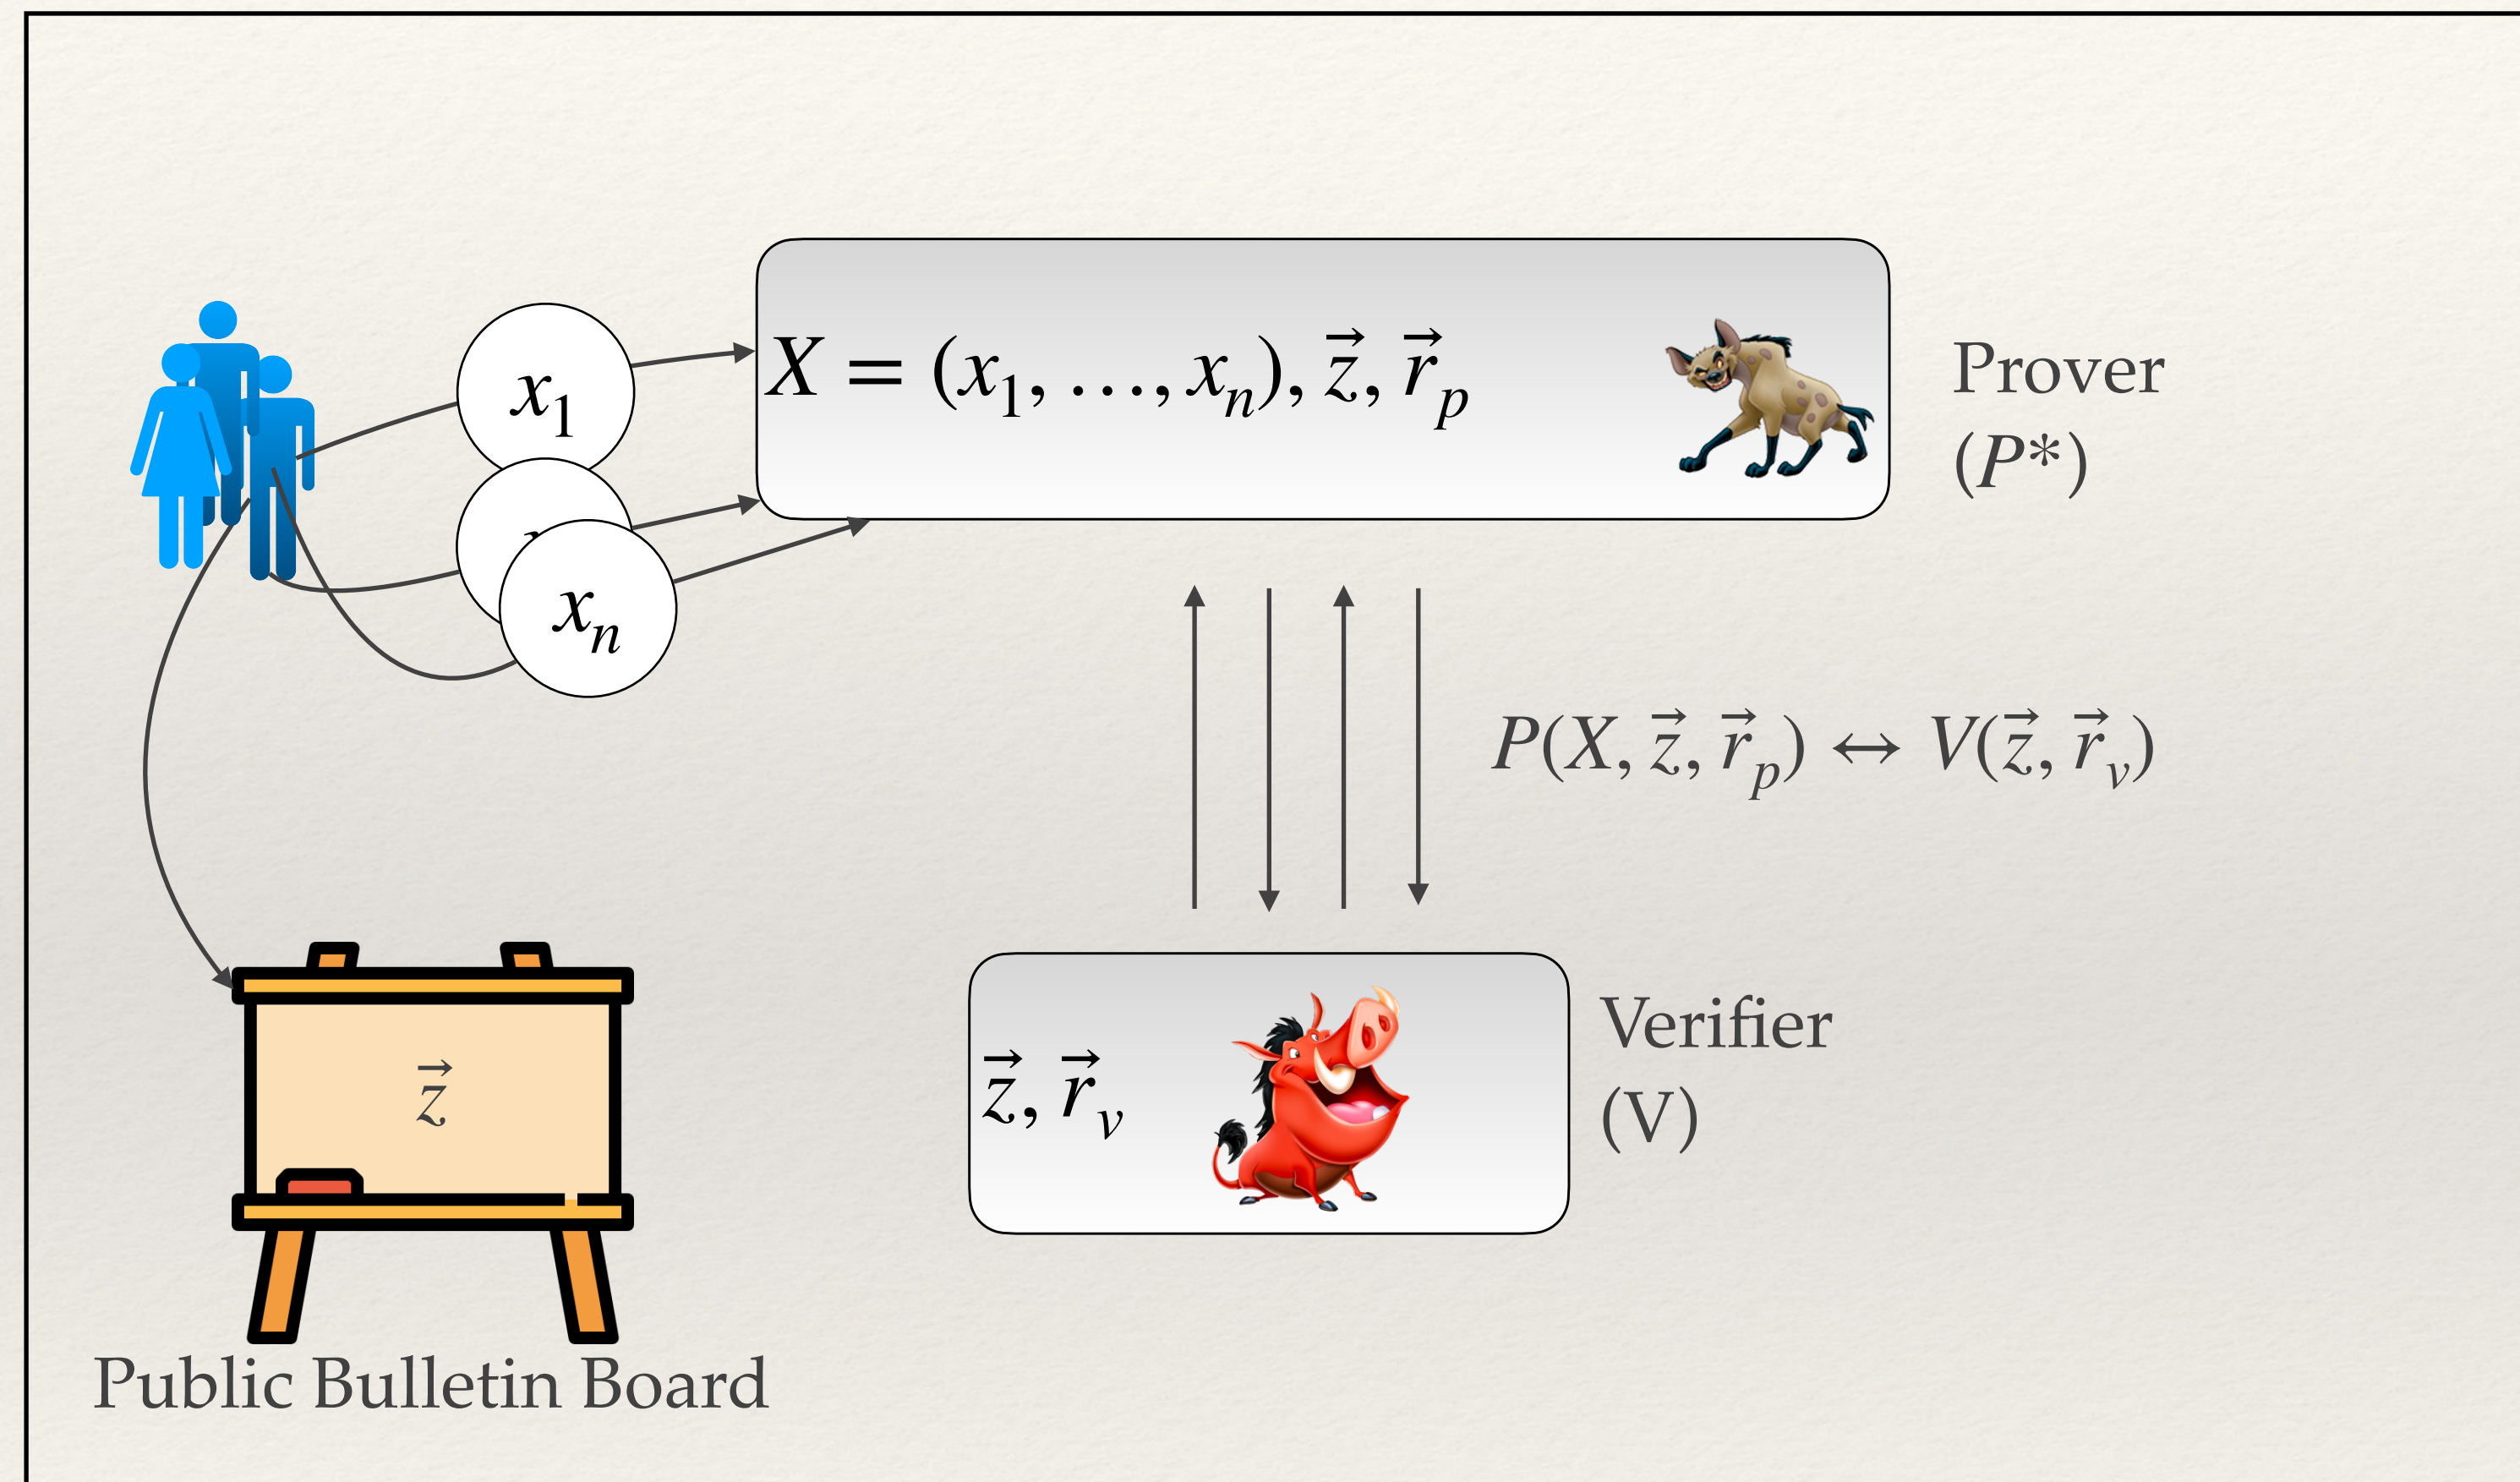 x₁
X = (x₁, …, xₙ), z⃗, r⃗ₚ
Prover
(P*)
xₙ
P(X, z⃗, r⃗ₚ) ↔ V(z⃗, r⃗ᵥ)
z⃗
z⃗, r⃗ᵥ
Verifier
(V)
Public Bulletin Board